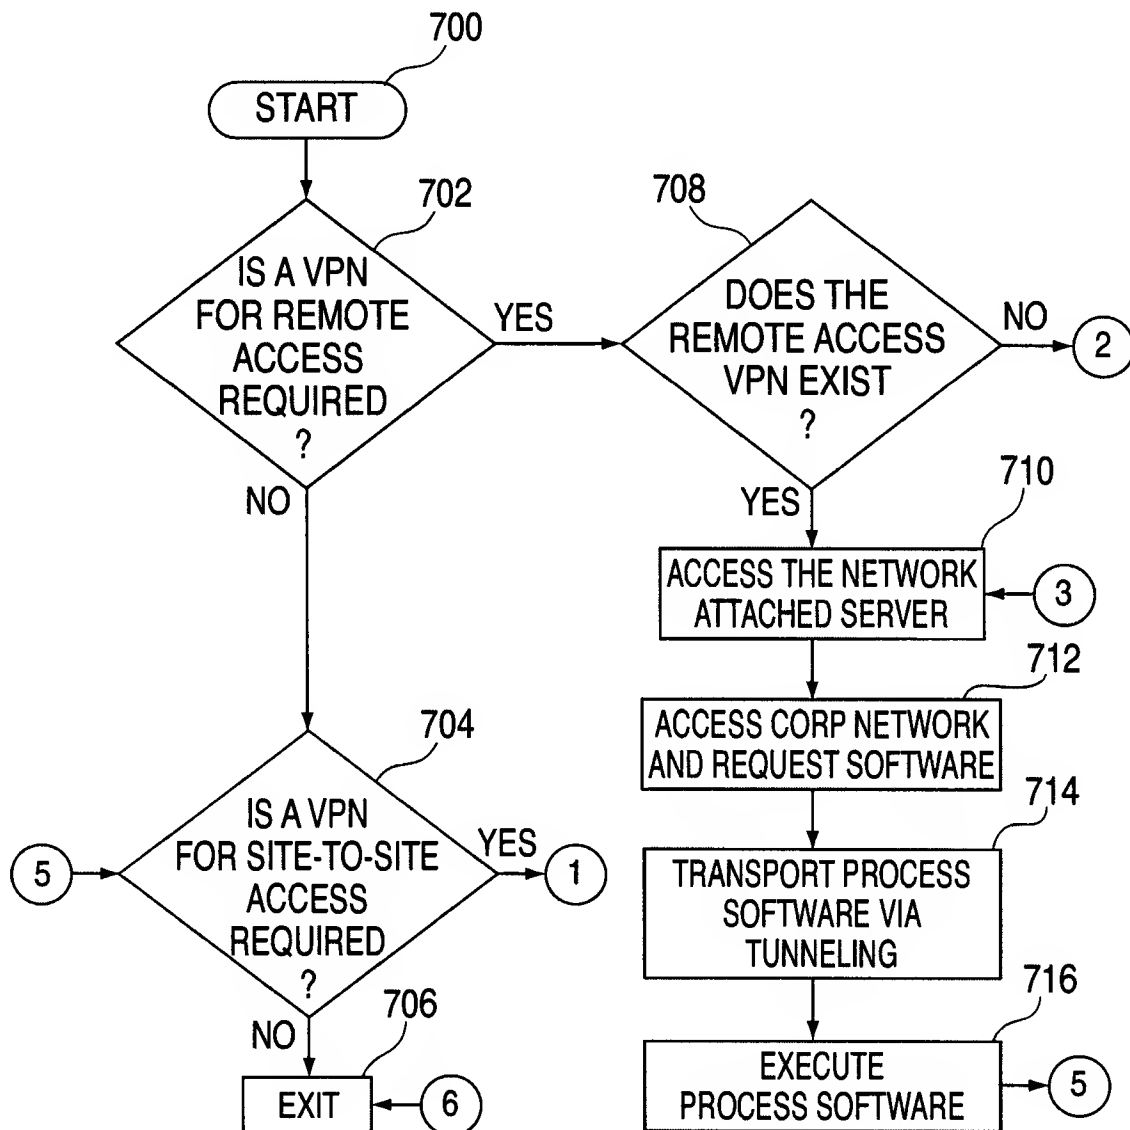 700
START
702
IS A VPN
FOR REMOTE
ACCESS
REQUIRED
?
YES
NO
708
DOES THE
REMOTE ACCESS
VPN EXIST
?
NO
2
YES
710
ACCESS THE NETWORK
ATTACHED SERVER
3
712
ACCESS CORP NETWORK
AND REQUEST SOFTWARE
714
TRANSPORT PROCESS
SOFTWARE VIA
TUNNELING
716
EXECUTE
PROCESS SOFTWARE
5
704
5
IS A VPN
FOR SITE-TO-SITE
ACCESS
REQUIRED
?
YES
1
NO
706
EXIT
6